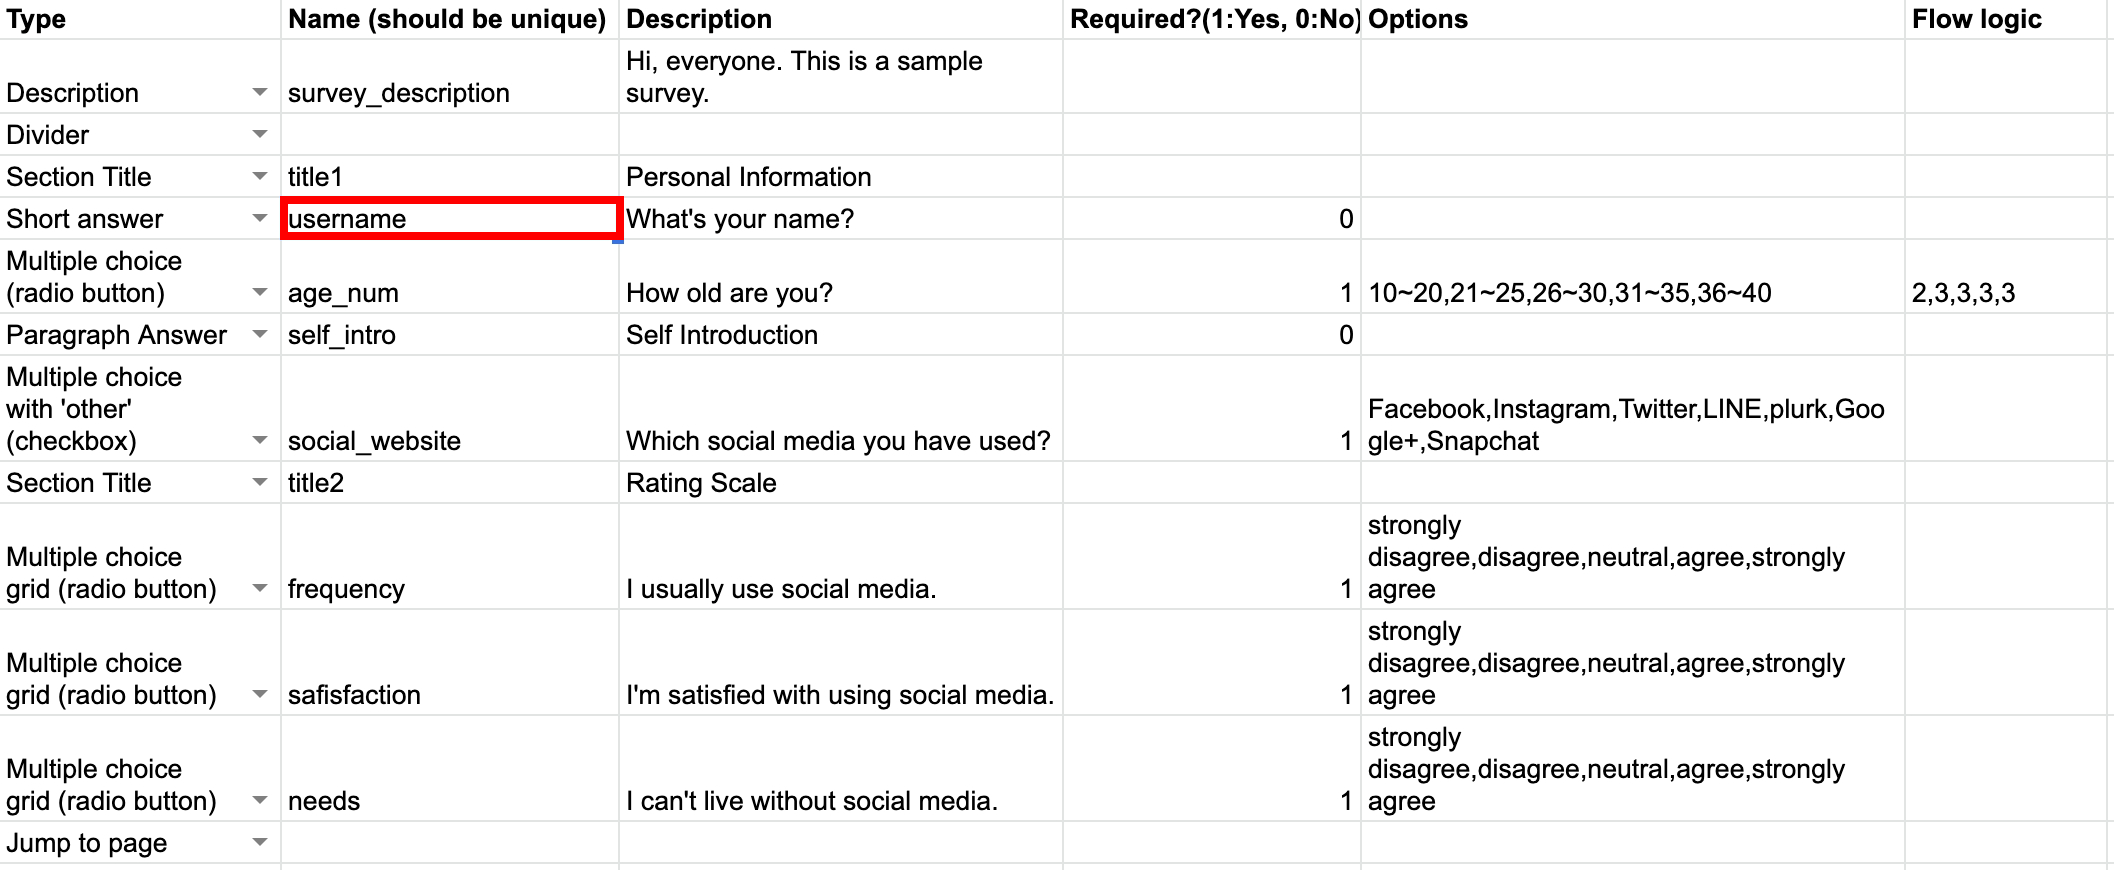 Type Name (should be unique) Description Required?(1:Yes, 0:No) Options Flow logic
Hi, everyone. This is a sample
Description survey_description survey.
Divider
Section Title title1 Personal Information
Short answer username What's your name? 0
Multiple choice
(radio button) age_num How old are you? 1 10~20,21~25,26~30,31~35,36~40 2,3,3,3,3
Paragraph Answer self_intro Self Introduction 0
Multiple choice
with 'other' Facebook,Instagram,Twitter,LINE,plurk,Goo
(checkbox) social_website Which social media you have used? 1 gle+,Snapchat
Section Title title2 Rating Scale
strongly
Multiple choice disagree,disagree,neutral,agree,strongly
grid (radio button) frequency I usually use social media. 1 agree
strongly
Multiple choice disagree,disagree,neutral,agree,strongly
grid (radio button) safisfaction I'm satisfied with using social media. 1 agree
strongly
Multiple choice disagree,disagree,neutral,agree,strongly
grid (radio button) needs I can't live without social media. 1 agree
Jump to page